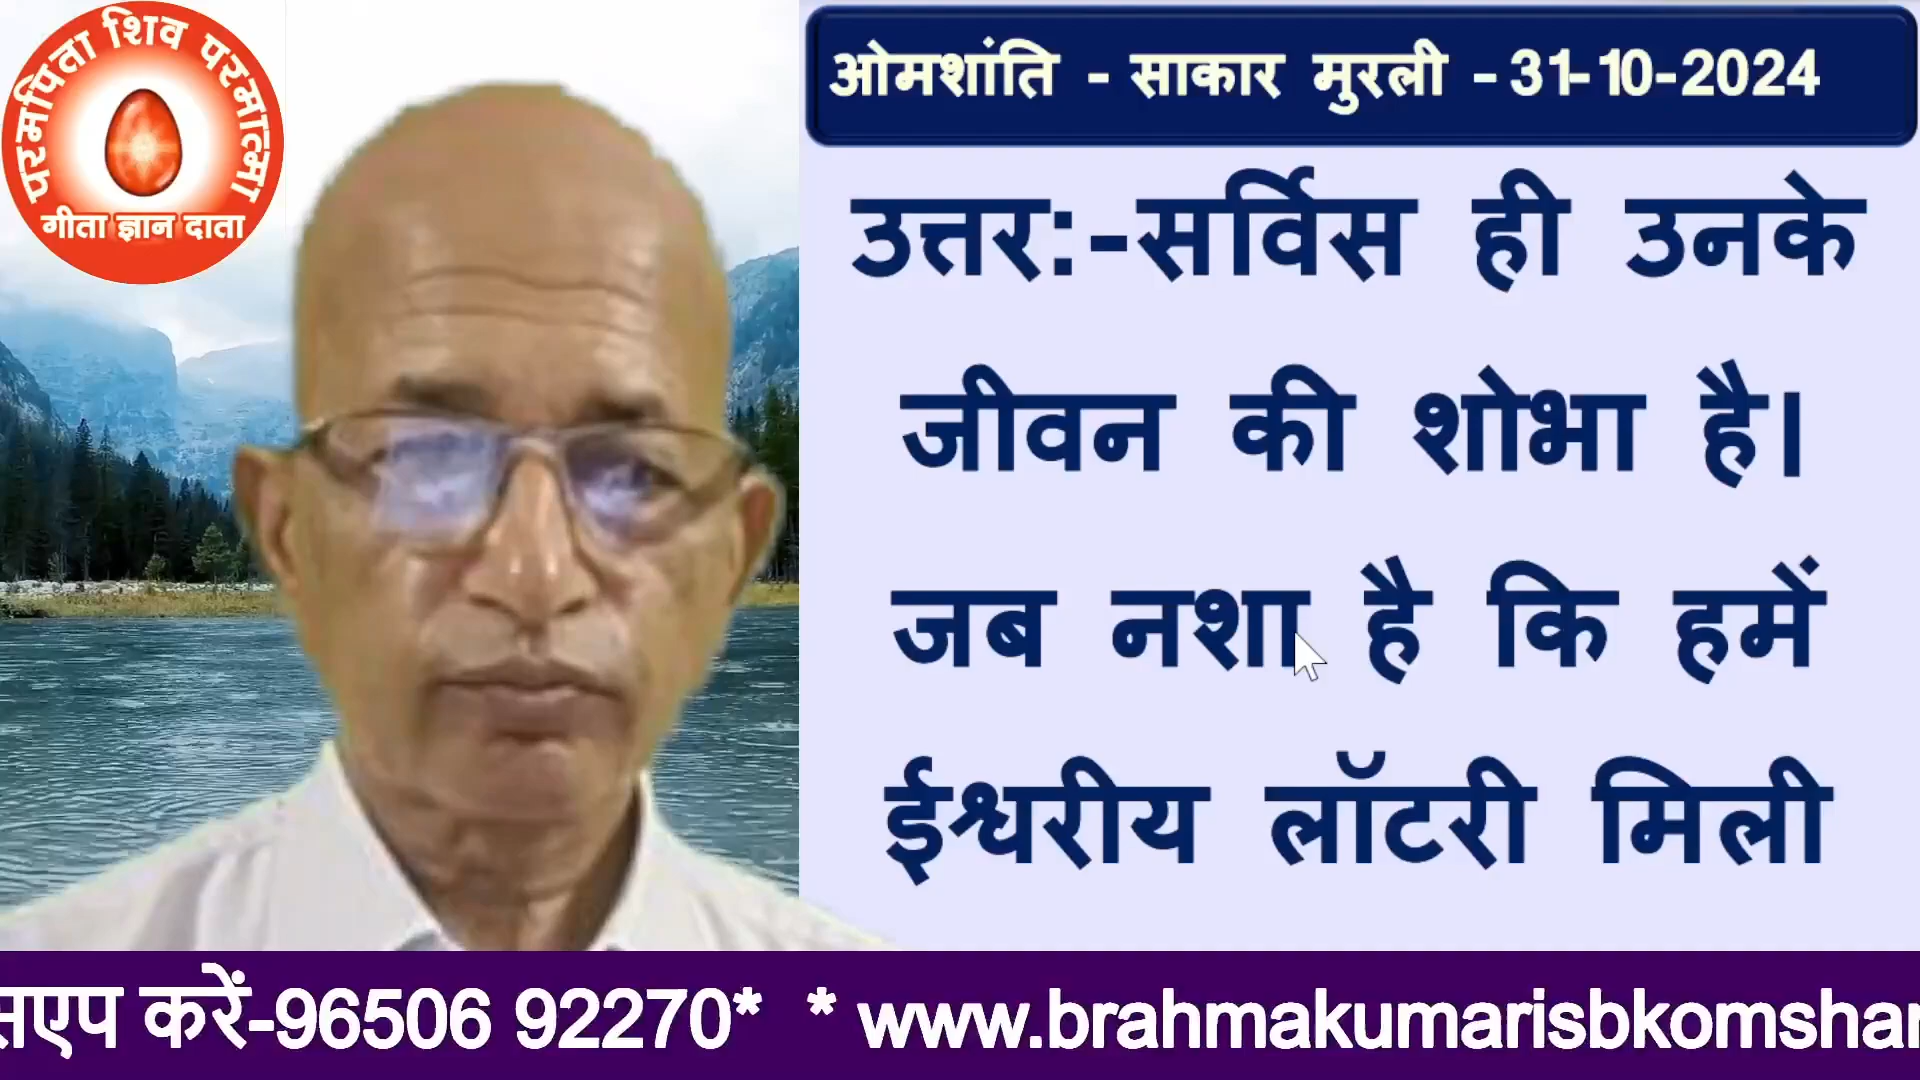 परमपिता शिव परमात्मा
गीता ज्ञान दाता
ओमशांति - साकार मुरली - 31-10-2024
उत्तर:-सर्विस ही उनके
जीवन की शोभा है।
जब नशा है कि हमें
ईश्वरीय लॉटरी मिली
सएप करें-96506 92270* * www.brahmakumarisbkomshan